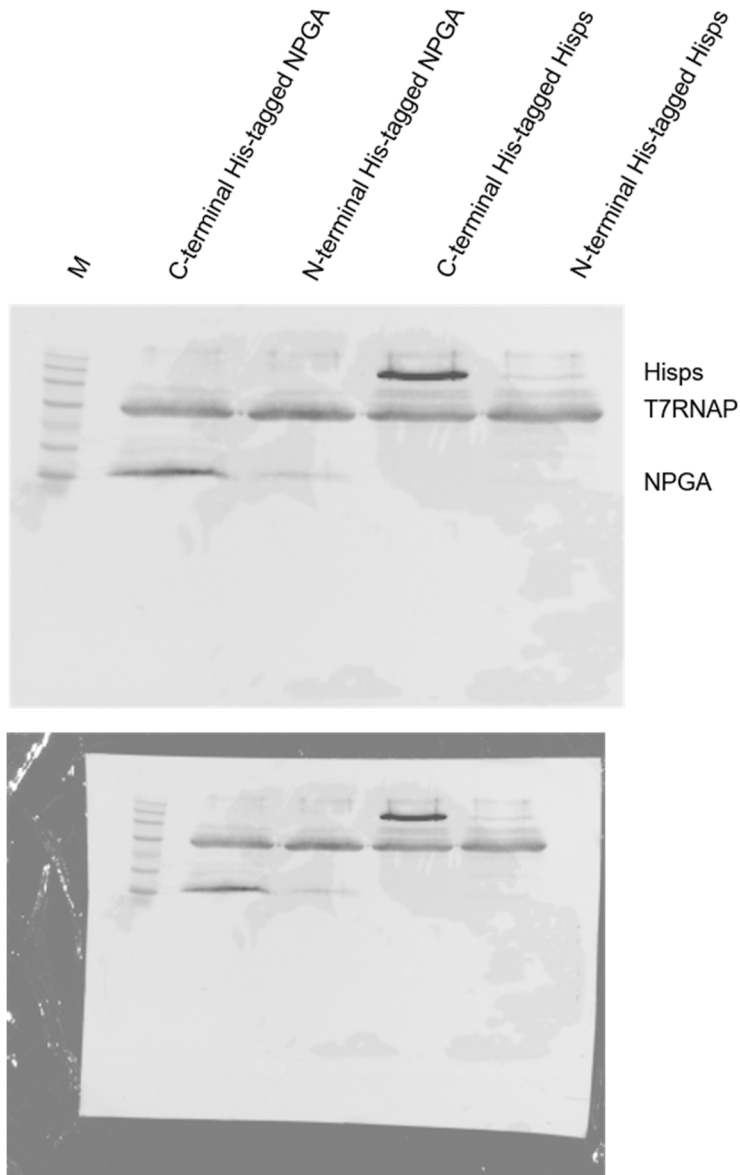 M
C-terminal His-tagged NPGA
N-terminal His-tagged NPGA
C-terminal His-tagged Hisps
N-terminal His-tagged Hisps
Hisps
T7RNAP
NPGA